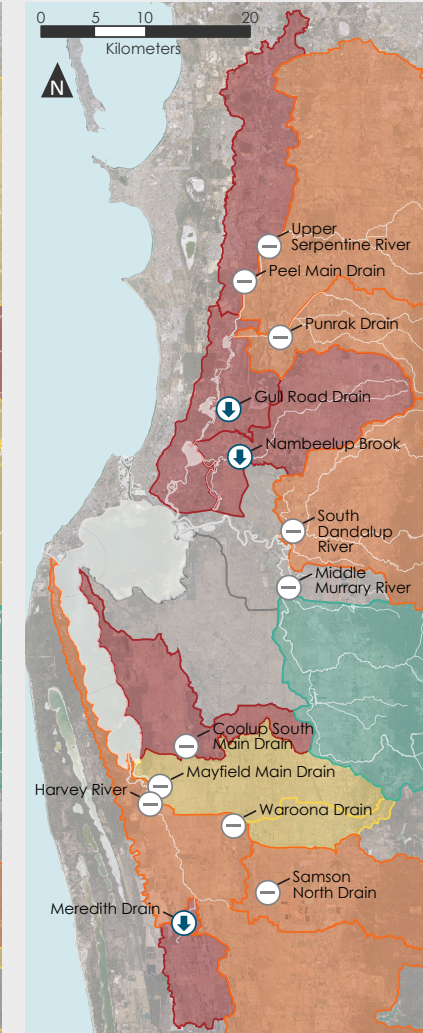 0 5 10 20
Kilometers
N
Upper
Serpentine River
Peel Main Drain
Punrak Drain
Gull Road Drain
Nambeelup Brook
South
Dandalup
River
Middle
Murrary River
Coolup South
Main Drain
Mayfield Main Drain
Harvey River
Waroona Drain
Samson
North Drain
Meredith Drain